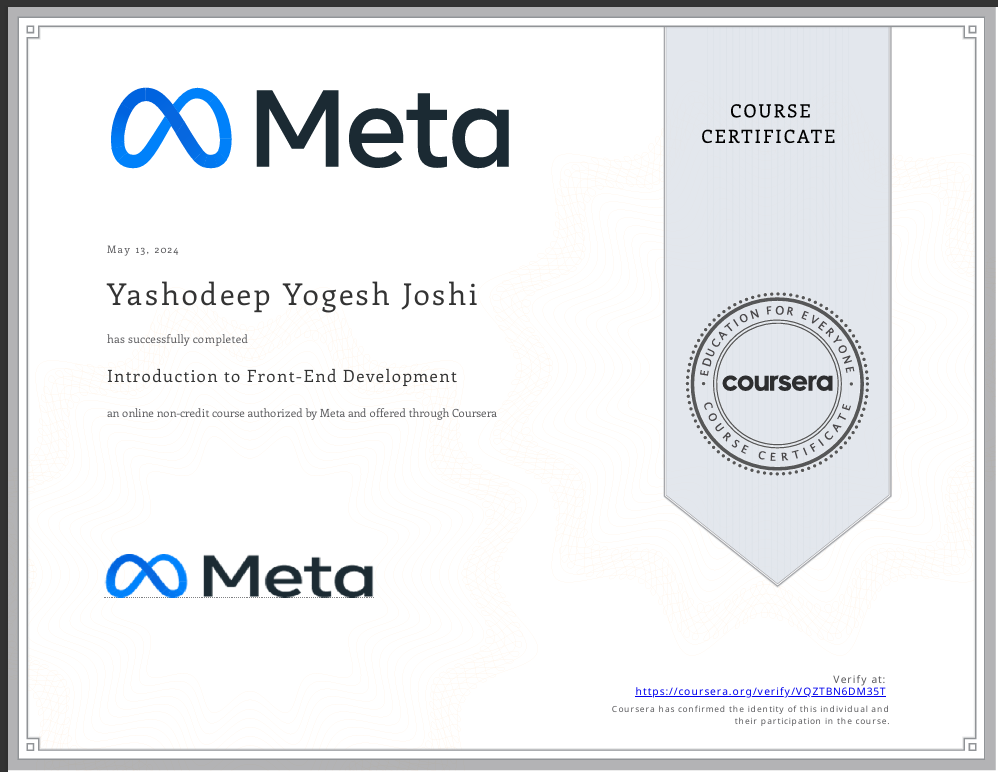 Meta
COURSE
CERTIFICATE
May 13, 2024
Yashodeep Yogesh Joshi
has successfully completed
Introduction to Front-End Development
an online non-credit course authorized by Meta and offered through Coursera
EDUCATION FOR EVERYONE
coursera
COURSE CERTIFICATE
Meta
Verify at:
https://coursera.org/verify/VQZTBN6DM35T
Coursera has confirmed the identity of this individual and
their participation in the course.